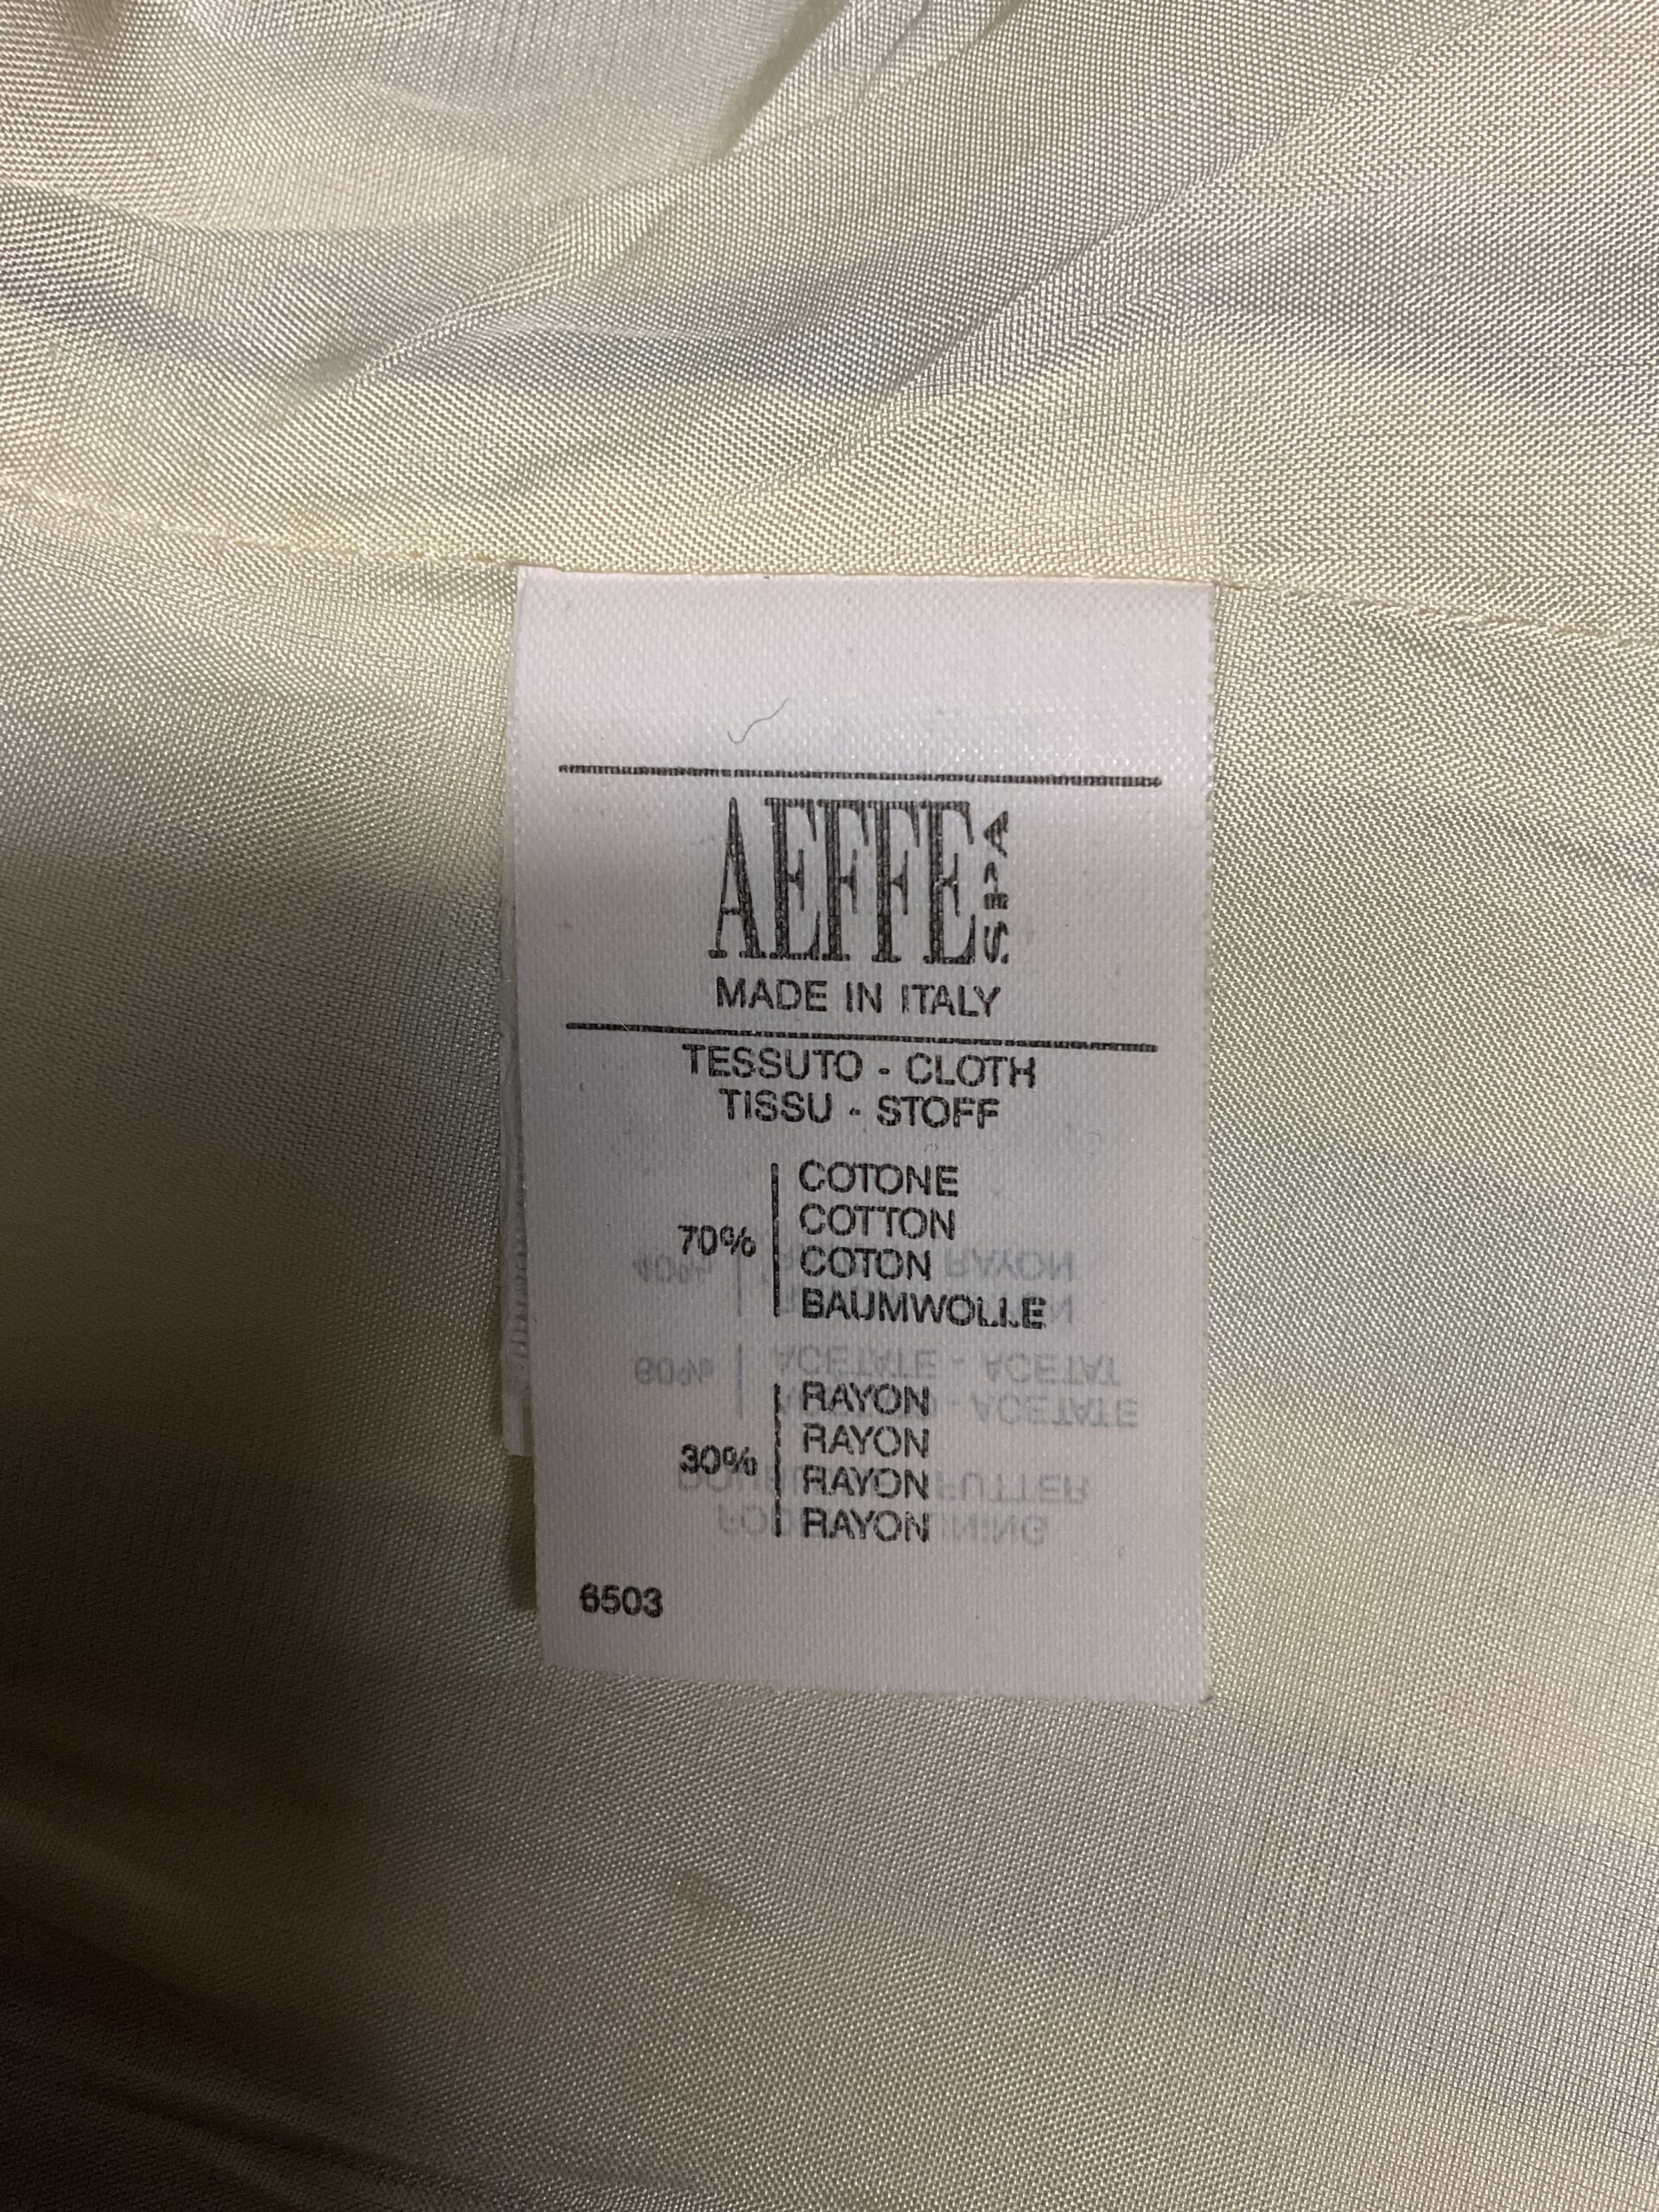 AEFFE SPA
MADE IN ITALY
TESSUTO - CLOTH
TISSU - STOFF
70%
COTONE
COTTON
COTON
BAUMWOLLE
30%
RAYON
RAYON
RAYON
RAYON
6503